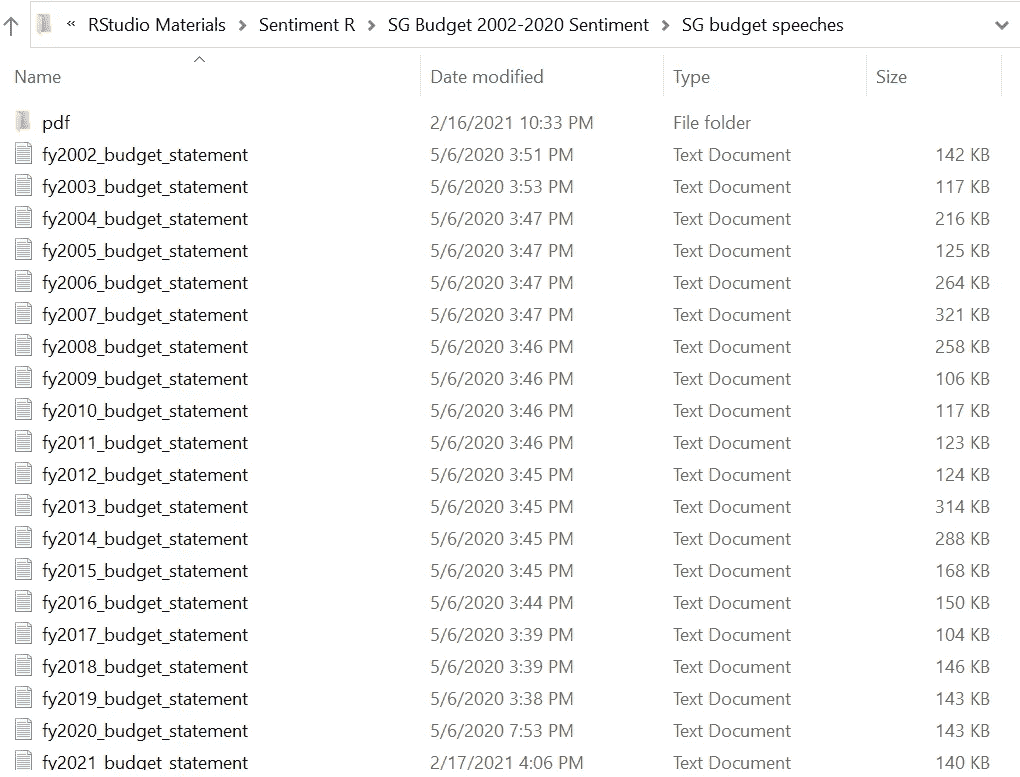 « RStudio Materials > Sentiment R > SG Budget 2002-2020 Sentiment > SG budget speeches
Name Date modified Type Size
pdf 2/16/2021 10:33 PM File folder
fy2002_budget_statement 5/6/2020 3:51 PM Text Document 142 KB
fy2003_budget_statement 5/6/2020 3:53 PM Text Document 117 KB
fy2004_budget_statement 5/6/2020 3:47 PM Text Document 216 KB
fy2005_budget_statement 5/6/2020 3:47 PM Text Document 125 KB
fy2006_budget_statement 5/6/2020 3:47 PM Text Document 264 KB
fy2007_budget_statement 5/6/2020 3:47 PM Text Document 321 KB
fy2008_budget_statement 5/6/2020 3:46 PM Text Document 258 KB
fy2009_budget_statement 5/6/2020 3:46 PM Text Document 106 KB
fy2010_budget_statement 5/6/2020 3:46 PM Text Document 117 KB
fy2011_budget_statement 5/6/2020 3:46 PM Text Document 123 KB
fy2012_budget_statement 5/6/2020 3:45 PM Text Document 124 KB
fy2013_budget_statement 5/6/2020 3:45 PM Text Document 314 KB
fy2014_budget_statement 5/6/2020 3:45 PM Text Document 288 KB
fy2015_budget_statement 5/6/2020 3:45 PM Text Document 168 KB
fy2016_budget_statement 5/6/2020 3:44 PM Text Document 150 KB
fy2017_budget_statement 5/6/2020 3:39 PM Text Document 104 KB
fy2018_budget_statement 5/6/2020 3:39 PM Text Document 146 KB
fy2019_budget_statement 5/6/2020 3:38 PM Text Document 143 KB
fy2020_budget_statement 5/6/2020 7:53 PM Text Document 143 KB
fy2021_budget_statement 2/17/2021 4:06 PM Text Document 140 KB